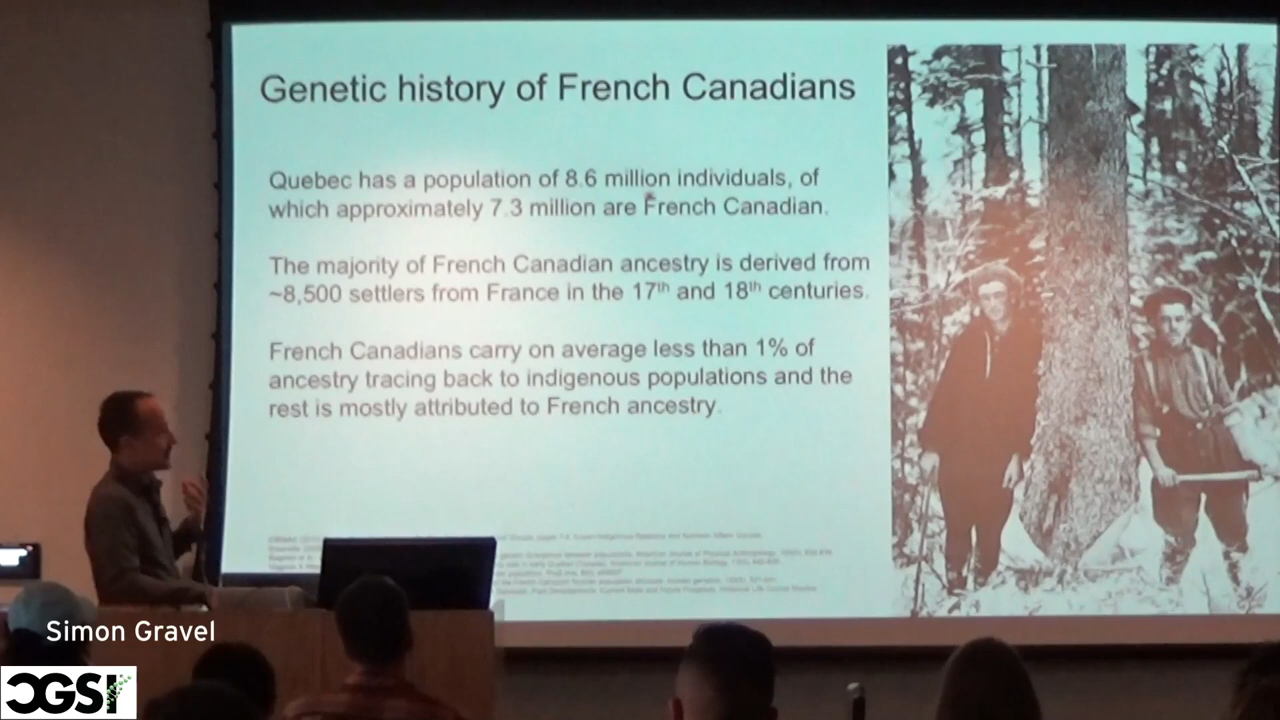 Genetic history of French Canadians
Quebec has a population of 8.6 million individuals, of
which approximately 7.3 million are French Canadian.
The majority of French Canadian ancestry is derived from
~8,500 settlers from France in the 17th and 18th centuries.
French Canadians carry on average less than 1% of
ancestry tracing back to indigenous populations and the
rest is mostly attributed to French ancestry.
Simon Gravel
CGSI